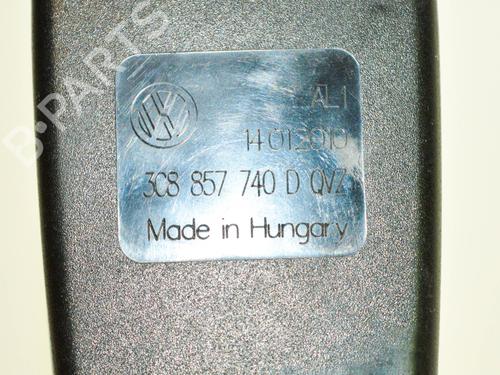 B-PARTS
AL1
14012010
3C8 857 740 D QVZ
Made in Hungary